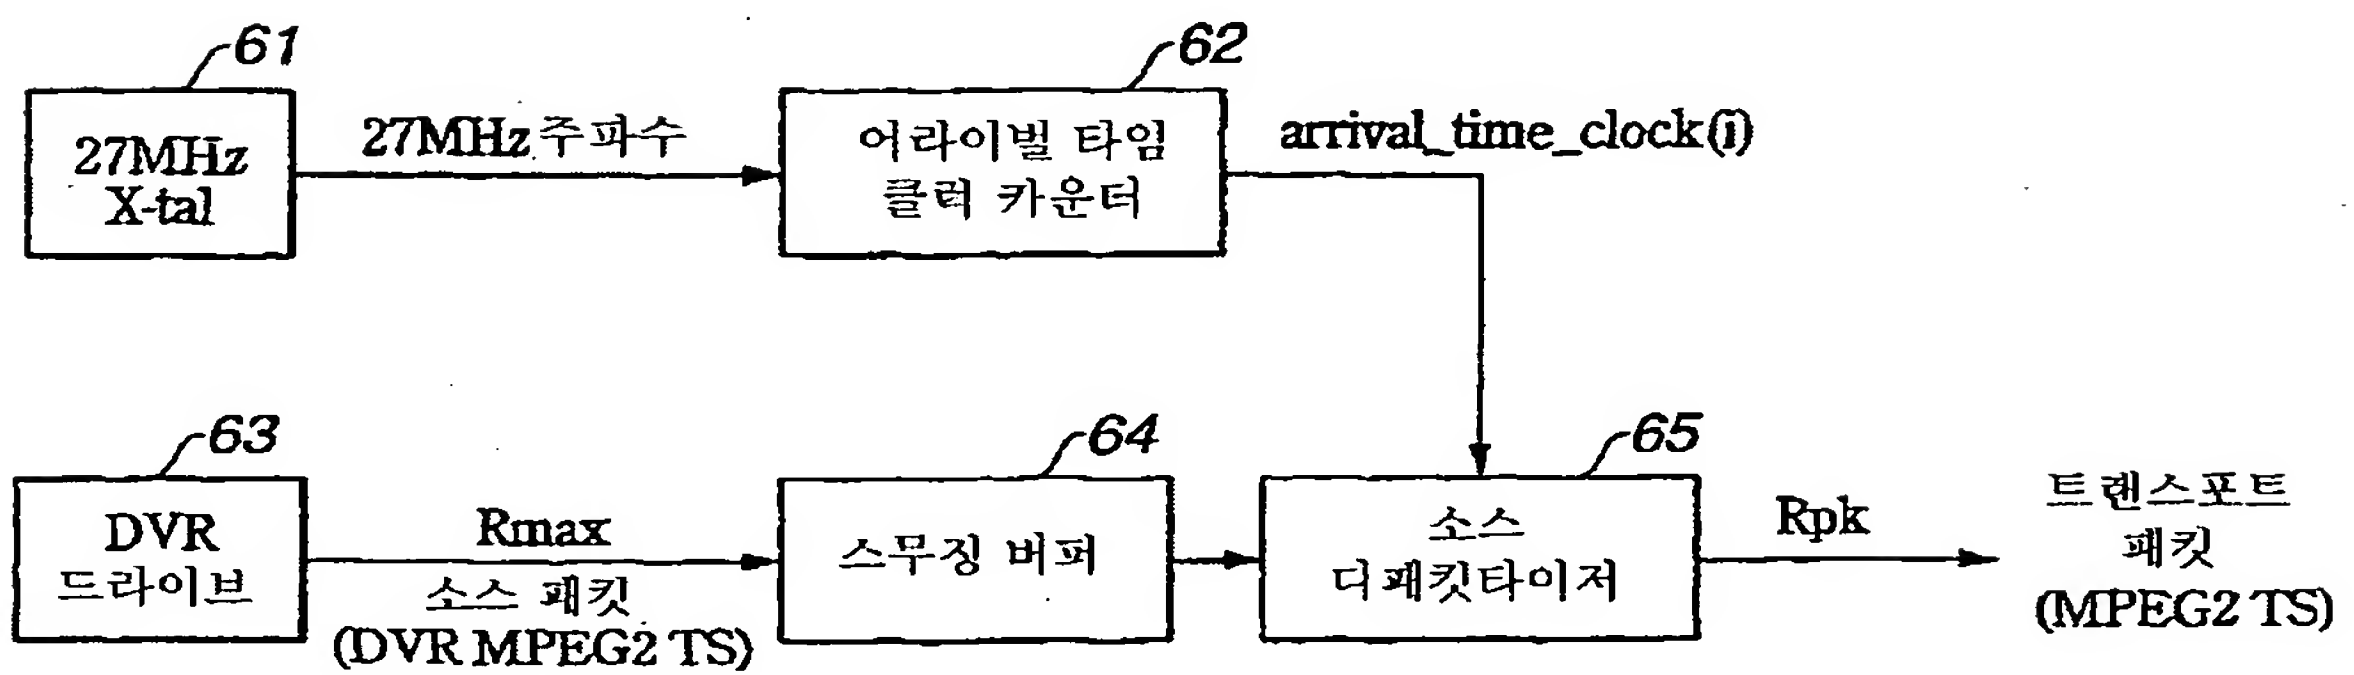 61
27MHz
X-tal
27MHz 주파수
62
어라이벌 타임
클럭 카운터
arrival_time_clock(i)
63
DVR
드라이브
Rmax
소스 패킷
(DVR MPEG2 TS)
64
스무징 버퍼
65
소스
디패킷타이저
Rpk
트랜스포트
패킷
(MPEG2 TS)